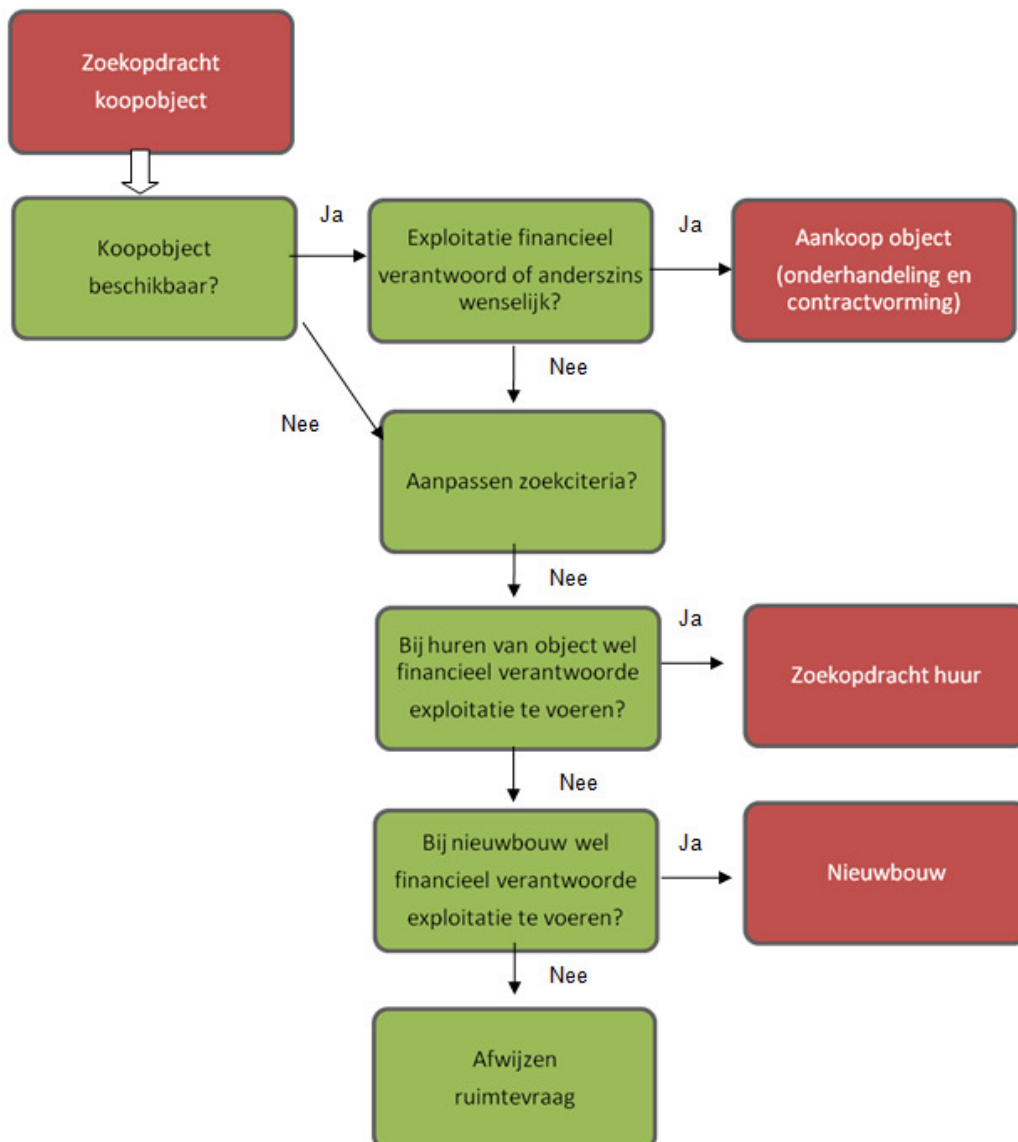 Zoekopdracht
koopobject
Koopobject
beschikbaar?
Ja
Exploitatie financieel
verantwoord of anderszins
wenselijk?
Ja
Aankoop object
(onderhandeling en
contractvorming)
Nee
Nee
Aanpassen zoekciteria?
Nee
Bij huren van object wel
financieel verantwoorde
exploitatie te voeren?
Ja
Zoekopdracht huur
Nee
Bij nieuwbouw wel
financieel verantwoorde
exploitatie te voeren?
Ja
Nieuwbouw
Nee
Afwijzen
ruimtevraag